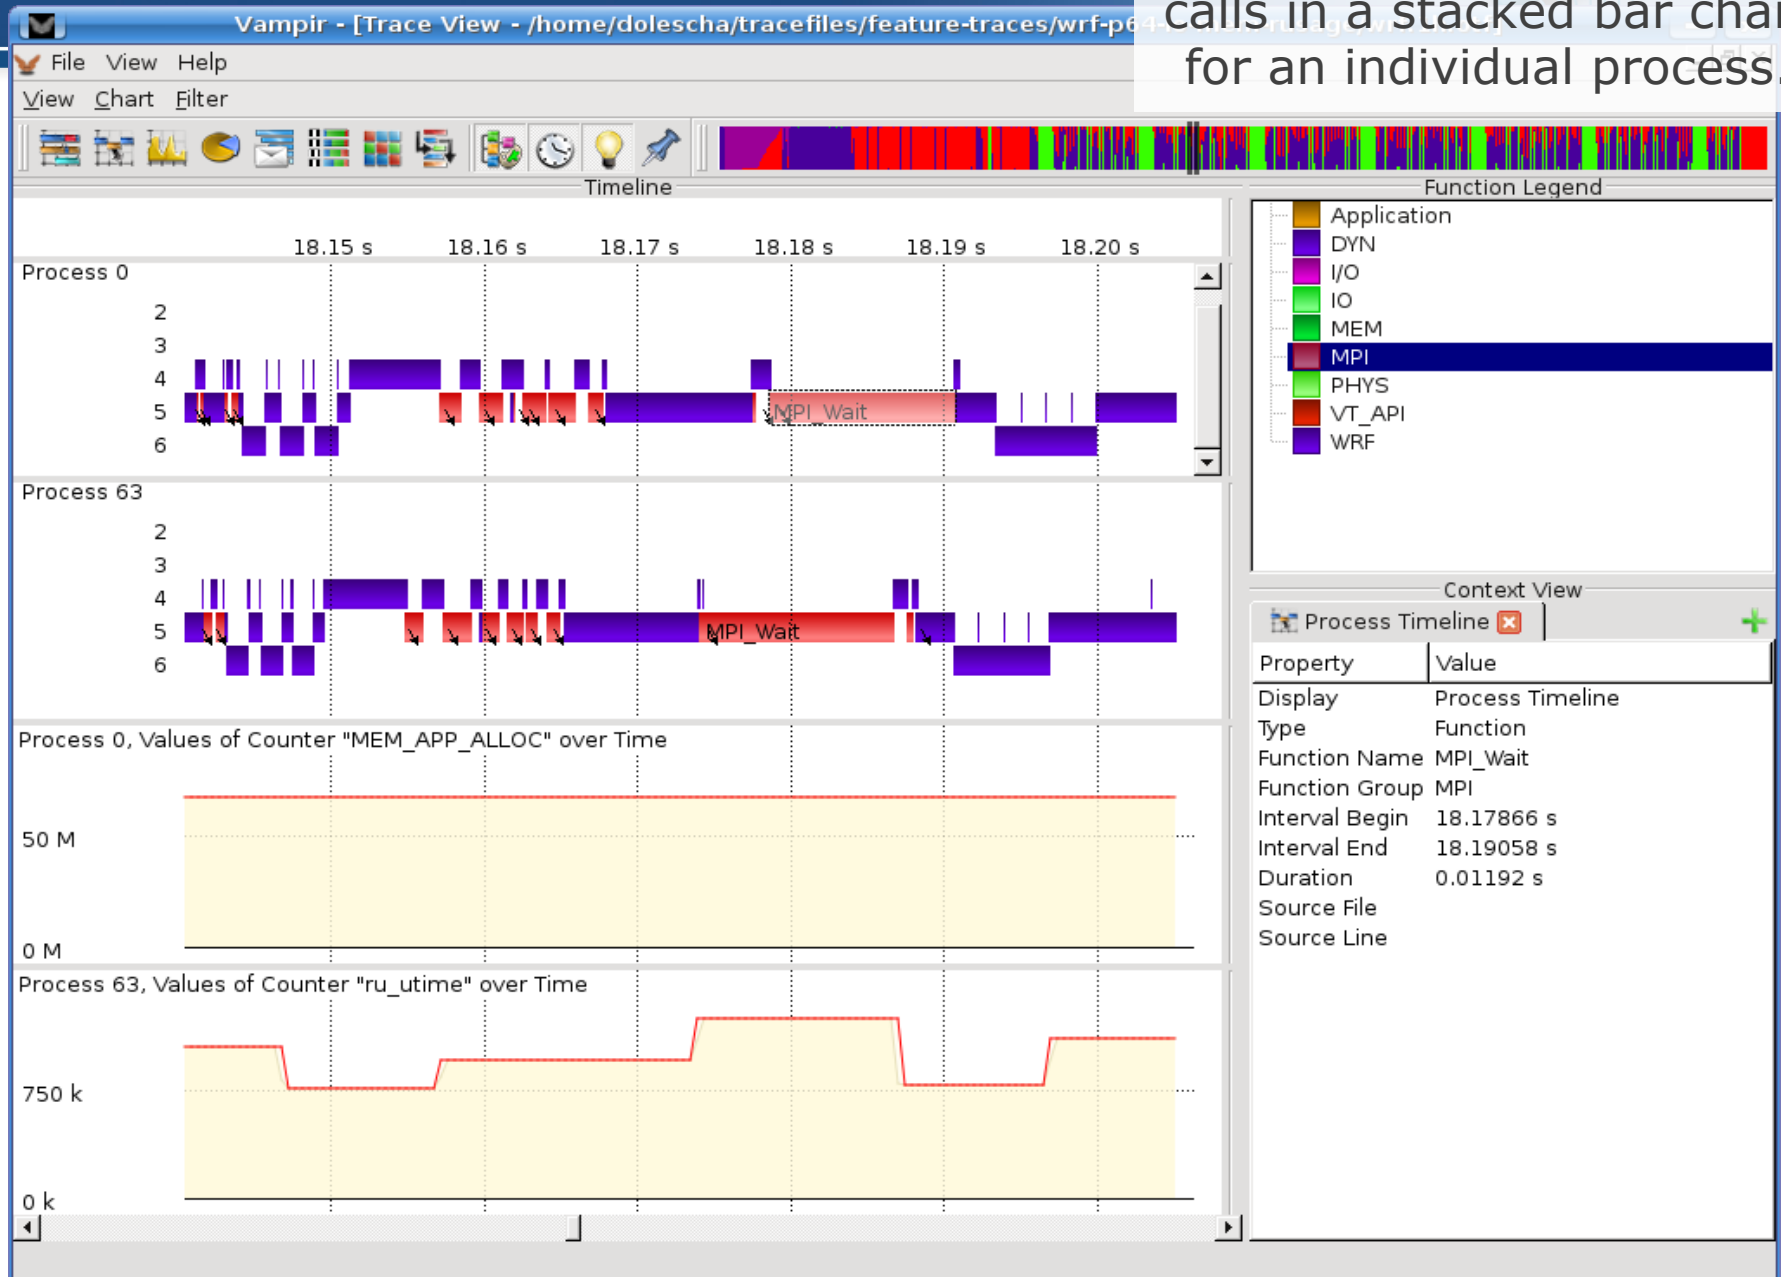 calls in a stacked bar char
for an individual process.
Vampir - [Trace View - /home/dolescha/tracefiles/feature-traces/wrf-p64-
File View Help
View Chart Filter
Timeline
18.15 s 18.16 s 18.17 s 18.18 s 18.19 s 18.20 s
Process 0
2
3
4
5
MPI_Wait
6
Process 63
2
3
4
5
MPI_Wait
6
Process 0, Values of Counter "MEM_APP_ALLOC" over Time
50 M
0 M
Process 63, Values of Counter "ru_utime" over Time
750 k
0 k
Function Legend
Application
DYN
I/O
IO
MEM
MPI
PHYS
VT_API
WRF
Context View
Process Timeline
Property Value
Display Process Timeline
Type Function
Function Name MPI_Wait
Function Group MPI
Interval Begin 18.17866 s
Interval End 18.19058 s
Duration 0.01192 s
Source File
Source Line